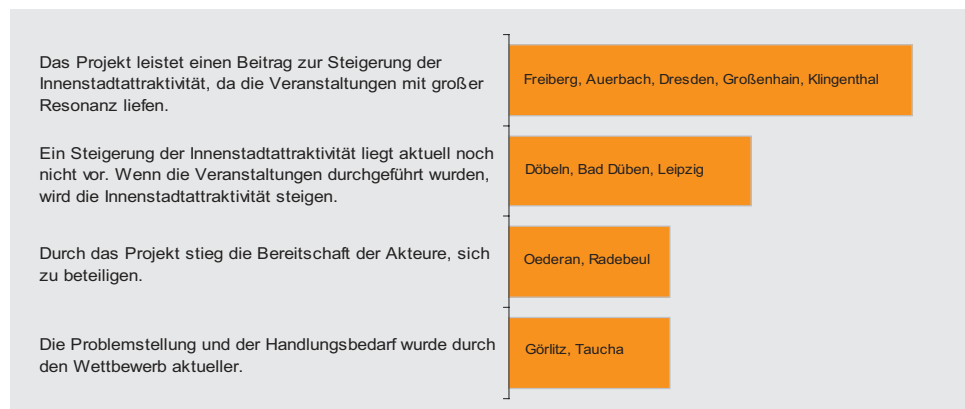 Das Projekt leistet einen Beitrag zur Steigerung der
Innenstadtattraktivität, da die Veranstaltungen mit großer
Resonanz liefen.
Freiberg, Auerbach, Dresden, Großenhain, Klingenthal
Ein Steigerung der Innenstadtattraktivität liegt aktuell noch
nicht vor. Wenn die Veranstaltungen durchgeführt wurden,
wird die Innenstadtattraktivität steigen.
Döbeln, Bad Düben, Leipzig
Durch das Projekt stieg die Bereitschaft der Akteure, sich
zu beteiligen.
Oederan, Radebeul
Die Problemstellung und der Handlungsbedarf wurde durch
den Wettbewerb aktueller.
Görlitz, Taucha